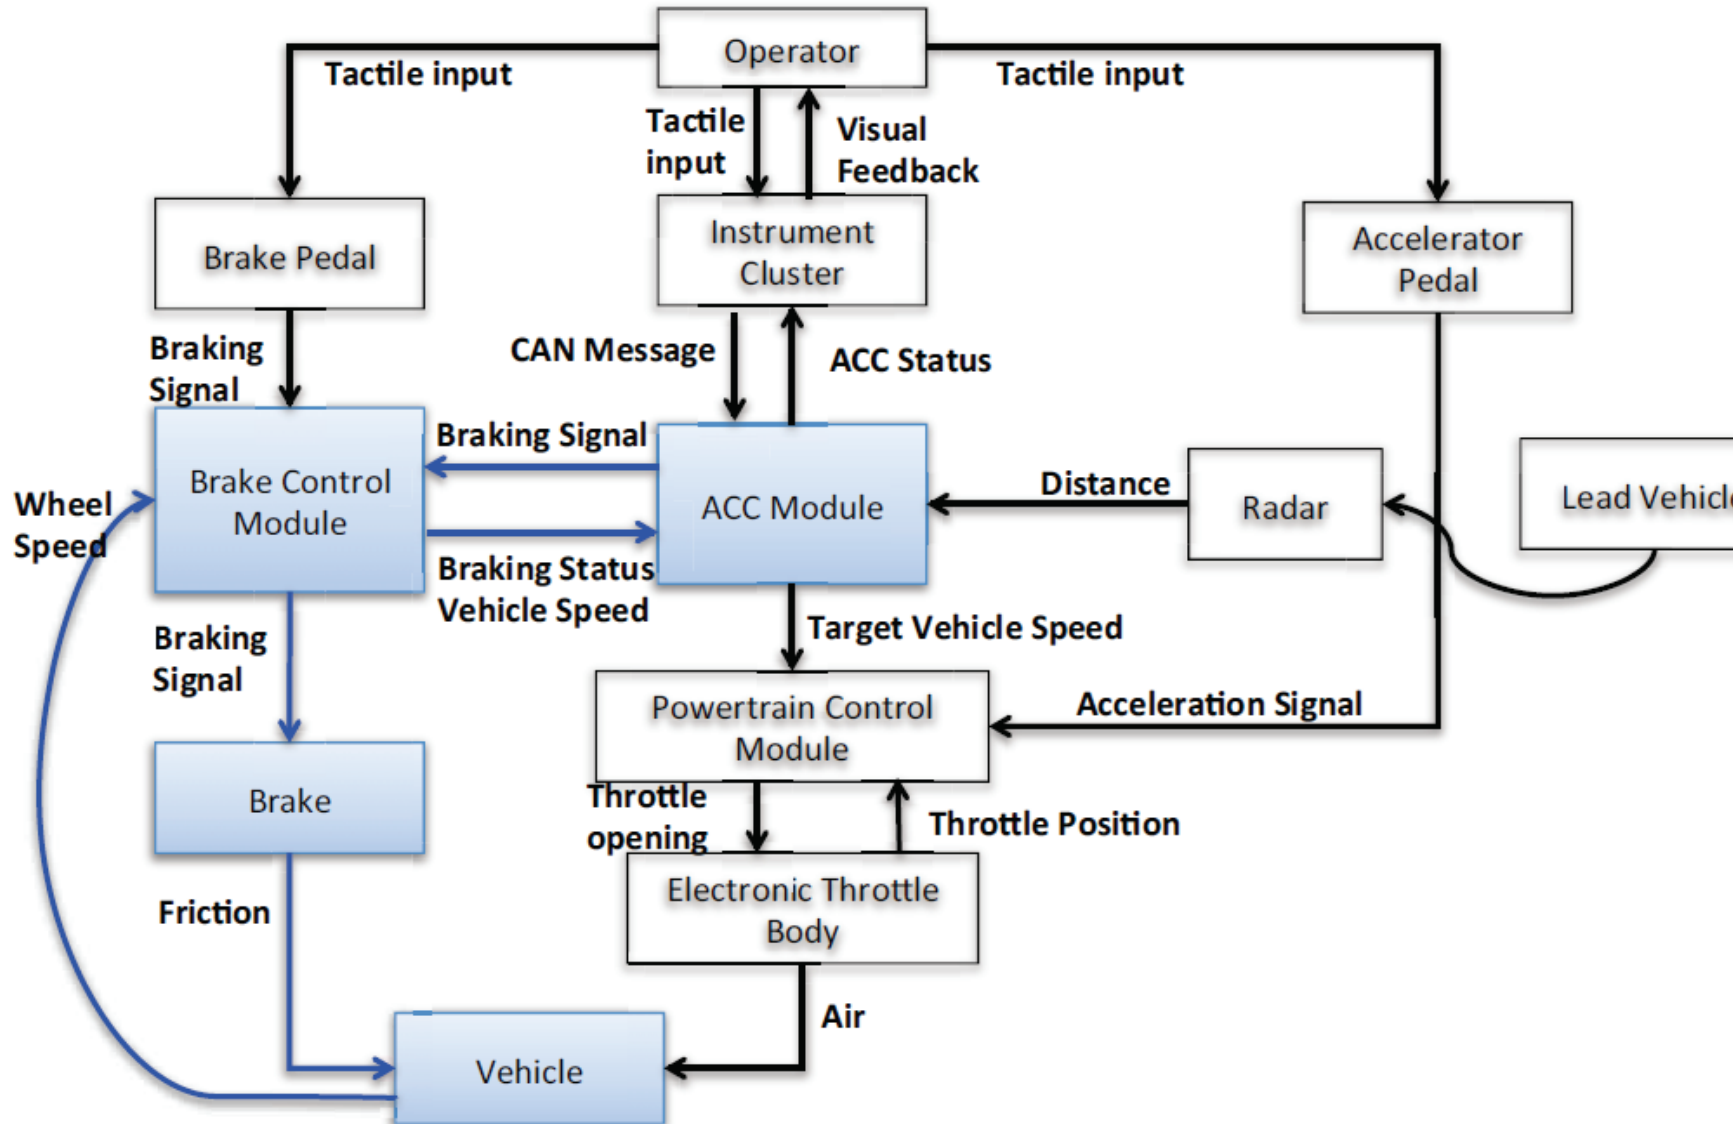 Operator
Tactile input
Tactile input
Tactile
input
Visual
Feedback
Brake Pedal
Instrument
Cluster
Accelerator
Pedal
Braking
Signal
CAN Message
ACC Status
Braking Signal
Brake Control
Module
ACC Module
Distance
Radar
Lead Vehicle
Wheel
Speed
Braking Status
Vehicle Speed
Braking
Signal
Target Vehicle Speed
Powertrain Control
Module
Acceleration Signal
Brake
Throttle
opening
Throttle Position
Electronic Throttle
Body
Friction
Air
Vehicle